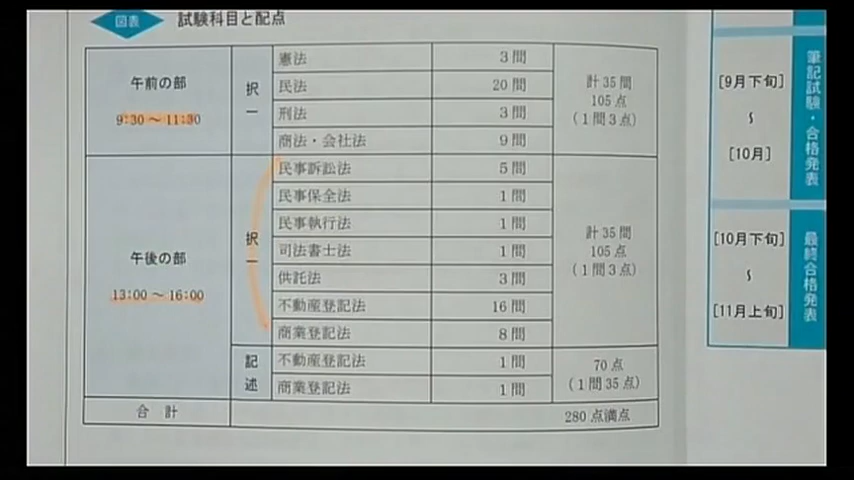 図表 試験科目と配点
午前の部
9:30 〜 11:30
択一
憲法 3問
民法 20問
刑法 3問
商法・会社法 9問
計35問
105点
(1問3点)
午後の部
13:00 〜 16:00
択一
民事訴訟法 5問
民事保全法 1問
民事執行法 1問
司法書士法 1問
供託法 3問
不動産登記法 16問
商業登記法 8問
計35問
105点
(1問3点)
記述
不動産登記法 1問
商業登記法 1問
70点
(1問35点)
合計 280点満点
[9月下旬]
〜
[10月]
筆記試験・合格発表
[10月下旬]
〜
[11月上旬]
最終合格発表